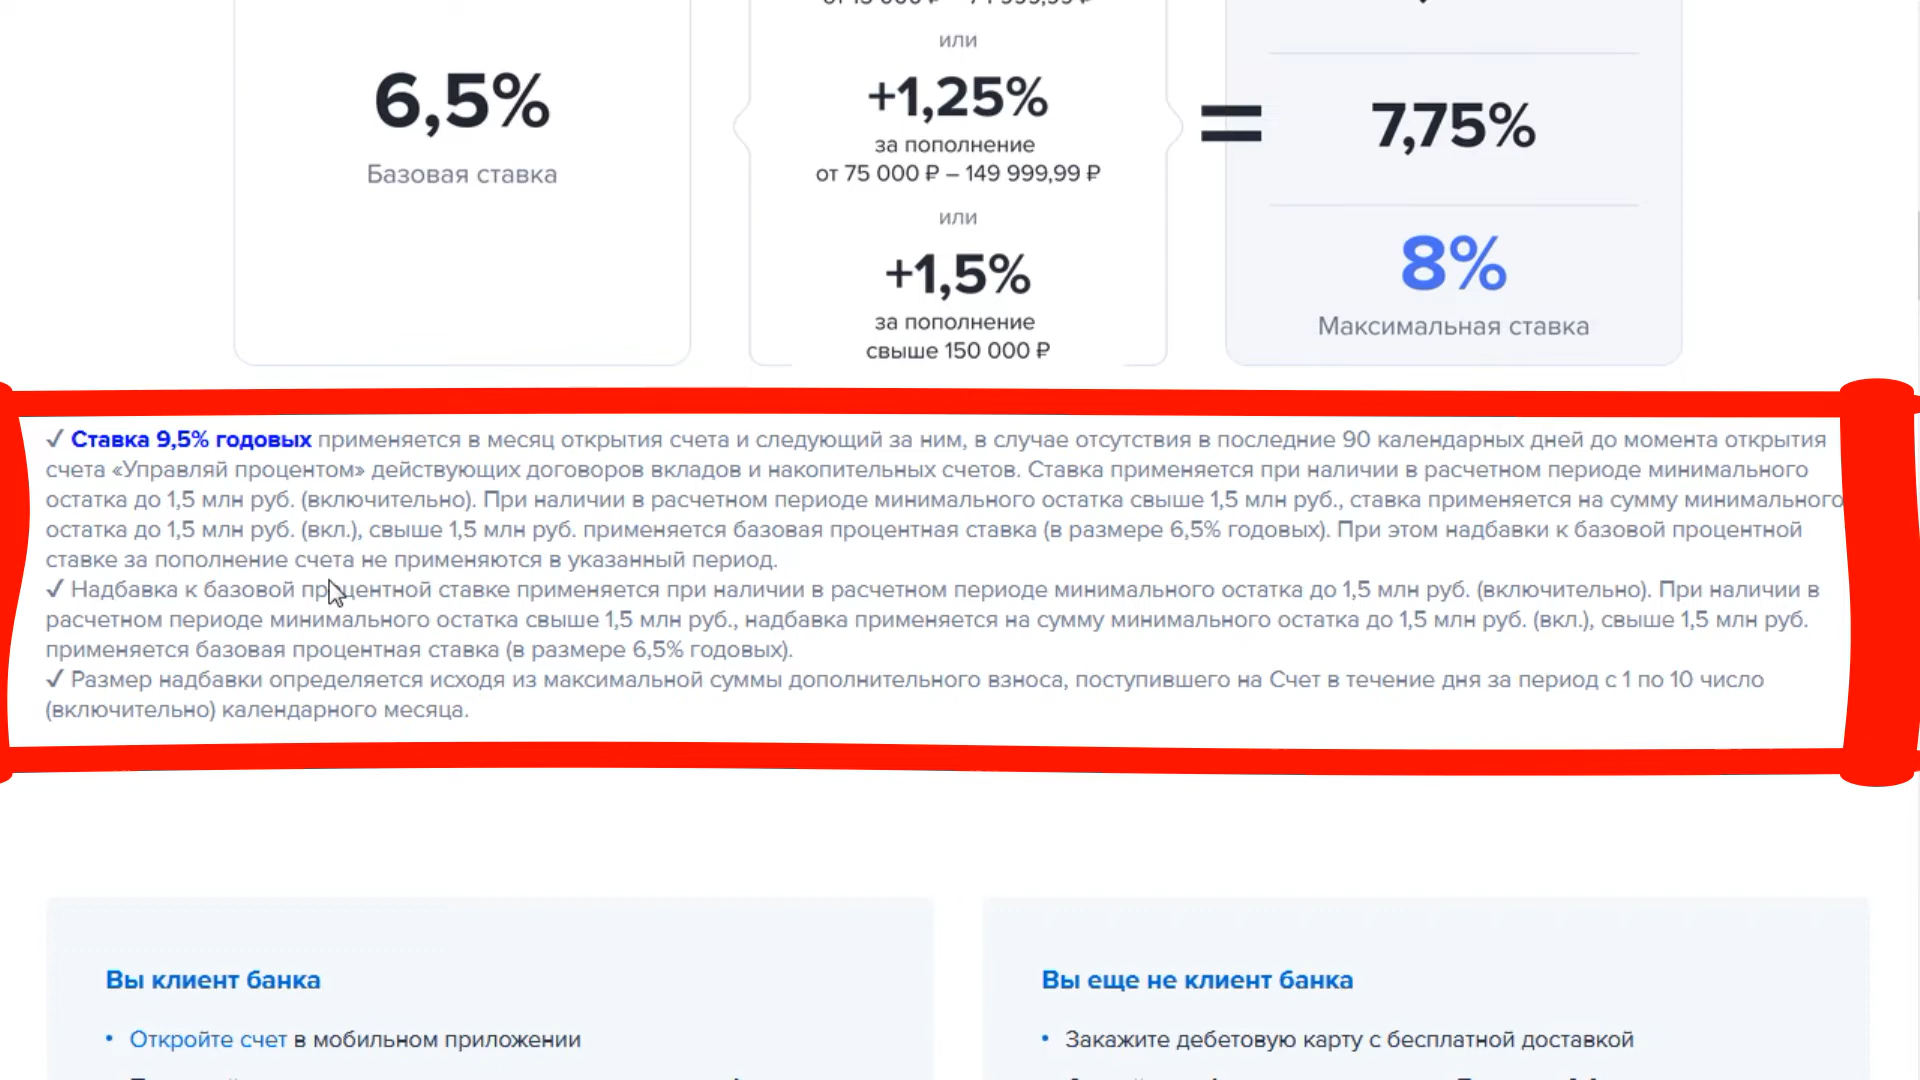 или
6,5%
+1,25%
=
7,75%
за пополнение
Базовая ставка
от 75 000 ₽ – 149 999,99 ₽
или
+1,5%
8%
за пополнение
Максимальная ставка
свыше 150 000 ₽
✓ Ставка 9,5% годовых применяется в месяц открытия счета и следующий за ним, в случае отсутствия в последние 90 календарных дней до момента открытия
счета «Управляй процентом» действующих договоров вкладов и накопительных счетов. Ставка применяется при наличии в расчетном периоде минимального
остатка до 1,5 млн руб. (включительно). При наличии в расчетном периоде минимального остатка свыше 1,5 млн руб., ставка применяется на сумму минимального
остатка до 1,5 млн руб. (вкл.), свыше 1,5 млн руб. применяется базовая процентная ставка (в размере 6,5% годовых). При этом надбавки к базовой процентной
ставке за пополнение счета не применяются в указанный период.
✓ Надбавка к базовой процентной ставке применяется при наличии в расчетном периоде минимального остатка до 1,5 млн руб. (включительно). При наличии в
расчетном периоде минимального остатка свыше 1,5 млн руб., надбавка применяется на сумму минимального остатка до 1,5 млн руб. (вкл.), свыше 1,5 млн руб.
применяется базовая процентная ставка (в размере 6,5% годовых).
✓ Размер надбавки определяется исходя из максимальной суммы дополнительного взноса, поступившего на Счет в течение дня за период с 1 по 10 число
(включительно) календарного месяца.
Вы клиент банка
• Откройте счет в мобильном приложении
Вы еще не клиент банка
• Закажите дебетовую карту с бесплатной доставкой